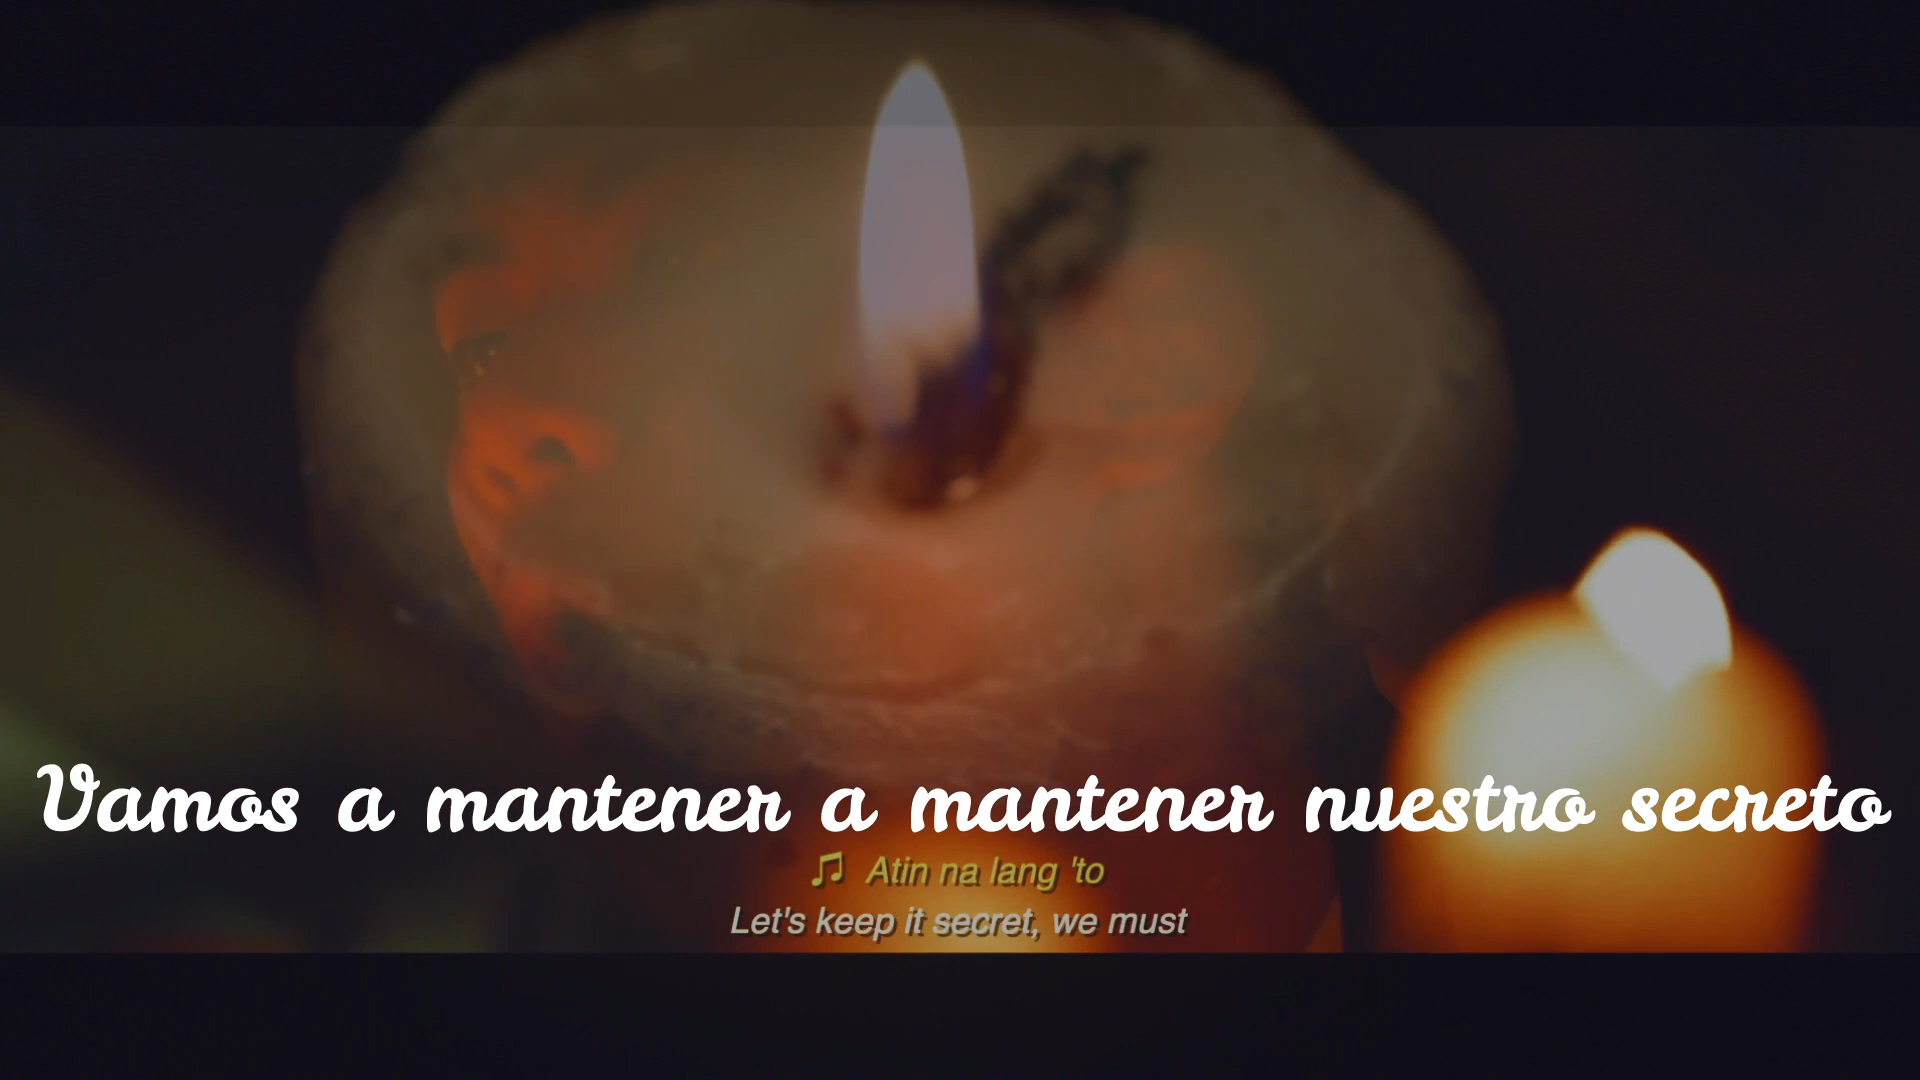 Vamos a mantener a mantener nuestro secreto
♫ Atin na lang 'to
Let's keep it secret, we must